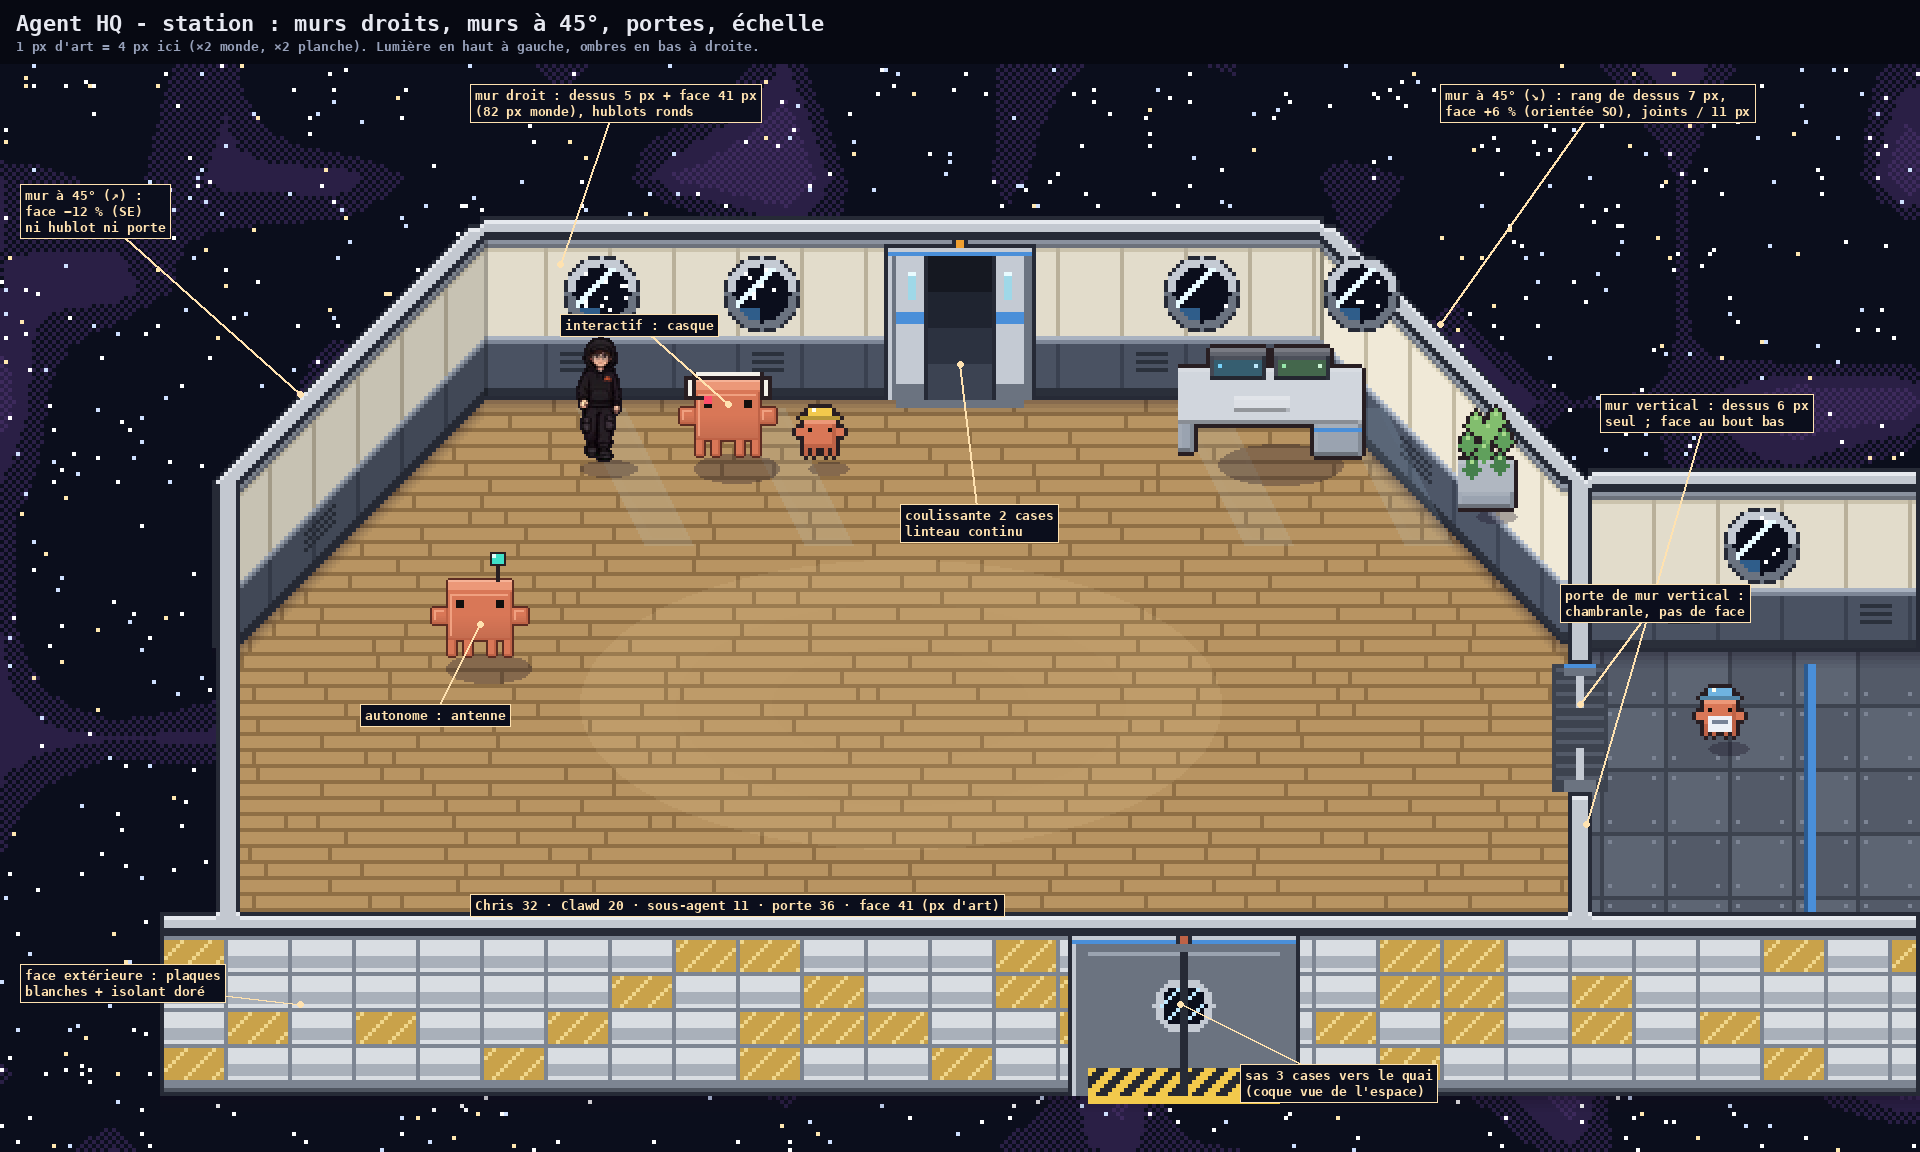 Agent HQ - station : murs droits, murs à 45°, portes, échelle
1 px d'art = 4 px ici (×2 monde, ×2 planche). Lumière en haut à gauche, ombres en bas à droite.
mur droit : dessus 5 px + face 41 px
(82 px monde), hublots ronds
mur à 45° (↘) : rang de dessus 7 px,
face +6 % (orientée SO), joints / 11 px
mur à 45° (↗) :
face −12 % (SE)
ni hublot ni porte
interactif : casque
mur vertical : dessus 6 px
seul ; face au bout bas
coulissante 2 cases
linteau continu
porte de mur vertical :
chambranle, pas de face
autonome : antenne
Chris 32 · Clawd 20 · sous-agent 11 · porte 36 · face 41 (px d'art)
face extérieure : plaques
blanches + isolant doré
sas 3 cases vers le quai
(coque vue de l'espace)